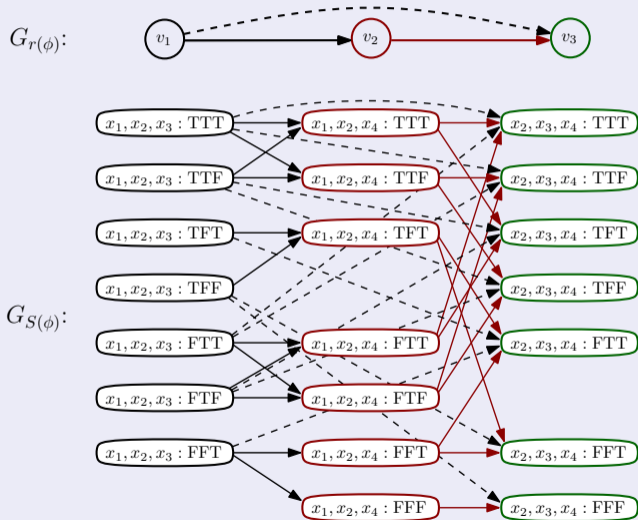 G_{r(ϕ)}: v_1 v_2 v_3
x_1, x_2, x_3 : TTT x_1, x_2, x_4 : TTT x_2, x_3, x_4 : TTT
x_1, x_2, x_3 : TTF x_1, x_2, x_4 : TTF x_2, x_3, x_4 : TTF
x_1, x_2, x_3 : TFT x_1, x_2, x_4 : TFT x_2, x_3, x_4 : TFT
x_1, x_2, x_3 : TFF x_2, x_3, x_4 : TFF
G_{S(ϕ)}:
x_1, x_2, x_3 : FTT x_1, x_2, x_4 : FTT x_2, x_3, x_4 : FTT
x_1, x_2, x_3 : FTF x_1, x_2, x_4 : FTF
x_1, x_2, x_3 : FFT x_1, x_2, x_4 : FFT x_2, x_3, x_4 : FFT
x_1, x_2, x_4 : FFF x_2, x_3, x_4 : FFF